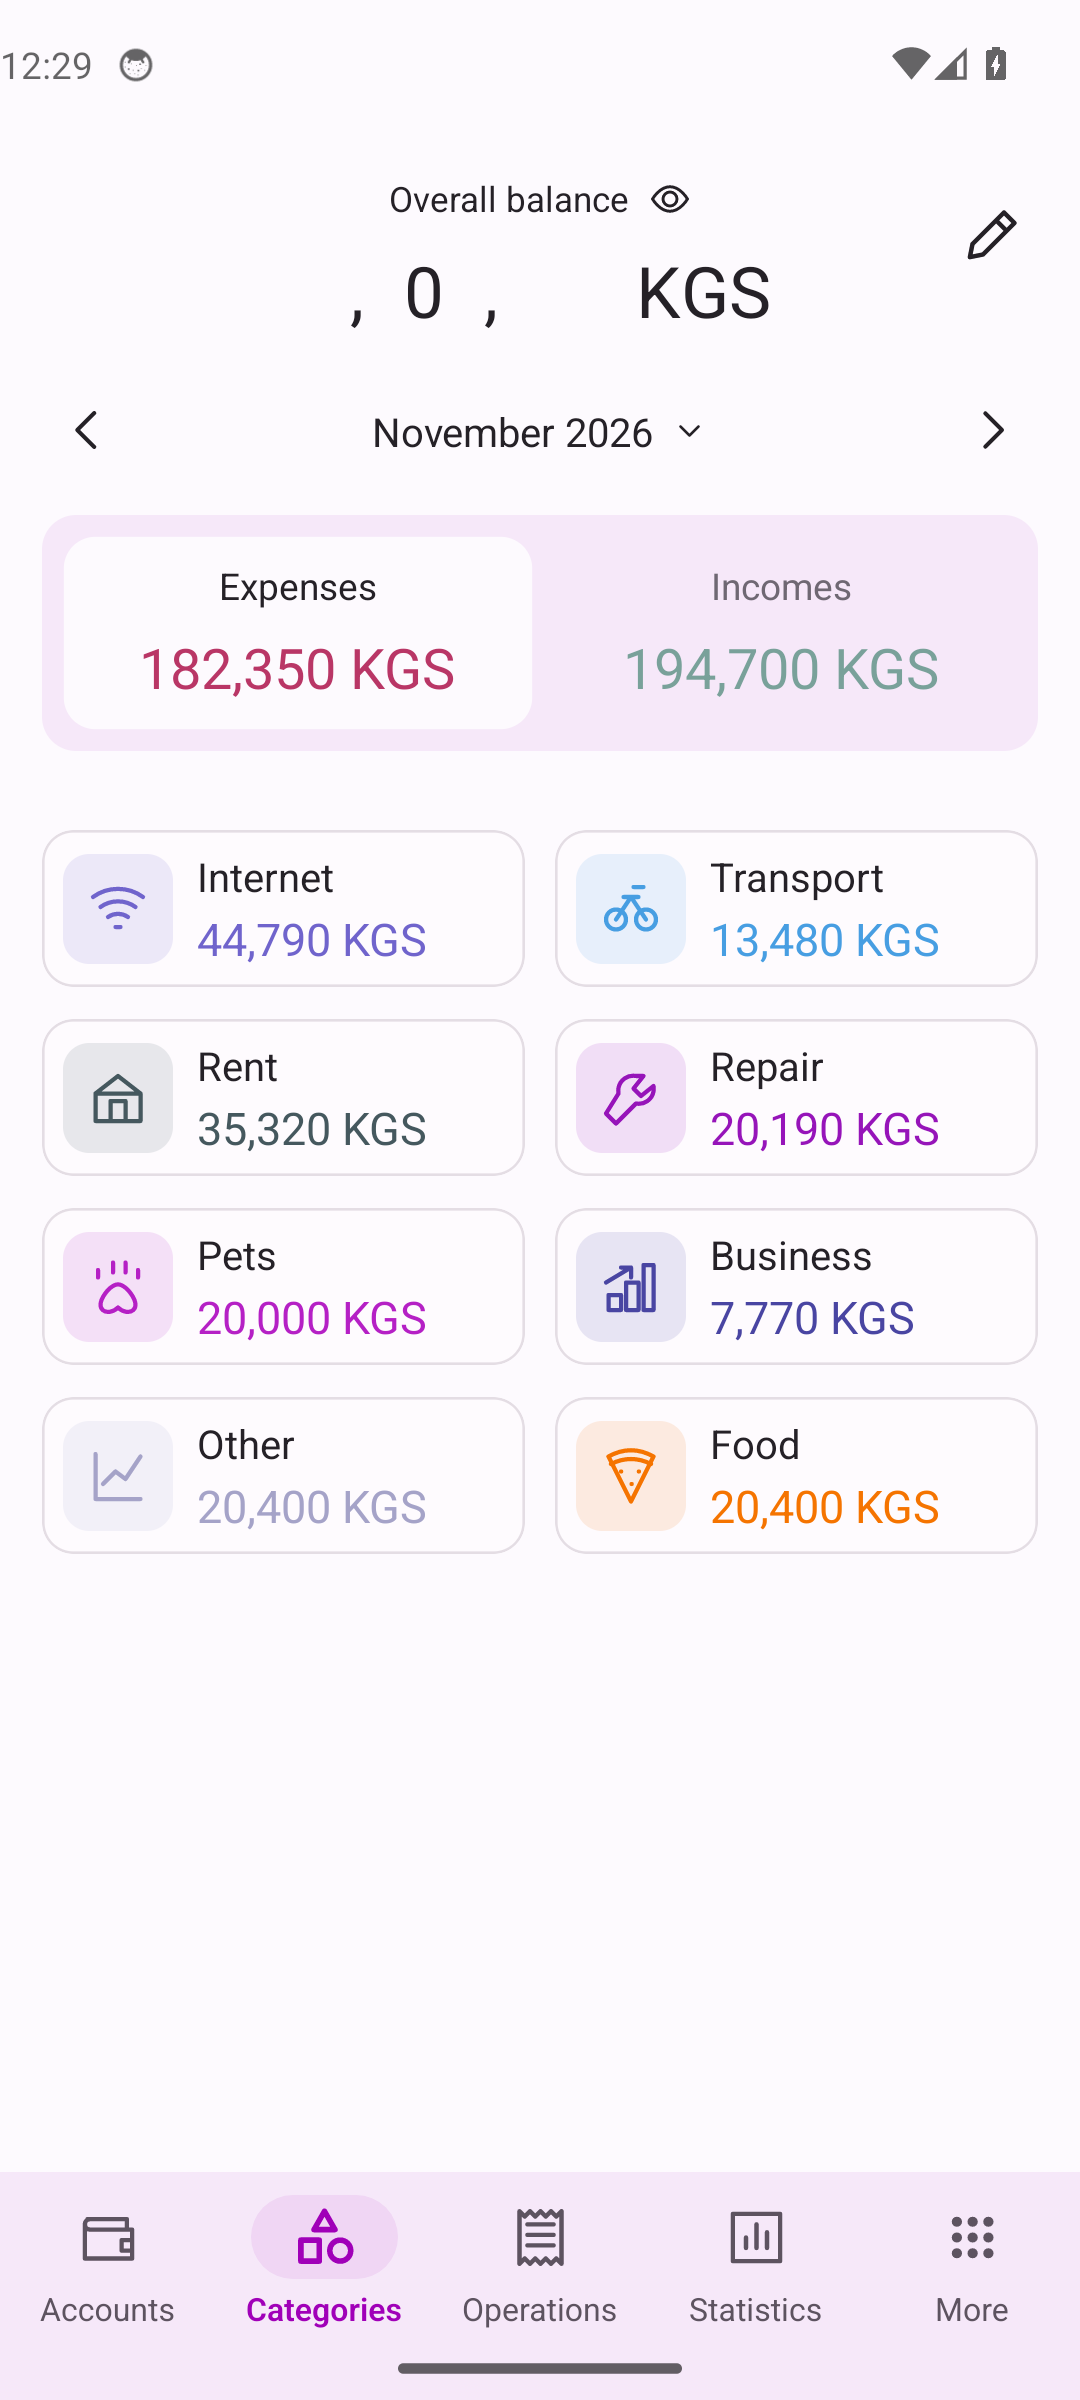 12:29
Overall balance
, 0 , KGS
November 2026
Expenses
182,350 KGS
Incomes
194,700 KGS
Internet
44,790 KGS
Transport
13,480 KGS
Rent
35,320 KGS
Repair
20,190 KGS
Pets
20,000 KGS
Business
7,770 KGS
Other
20,400 KGS
Food
20,400 KGS
Accounts
Categories
Operations
Statistics
More